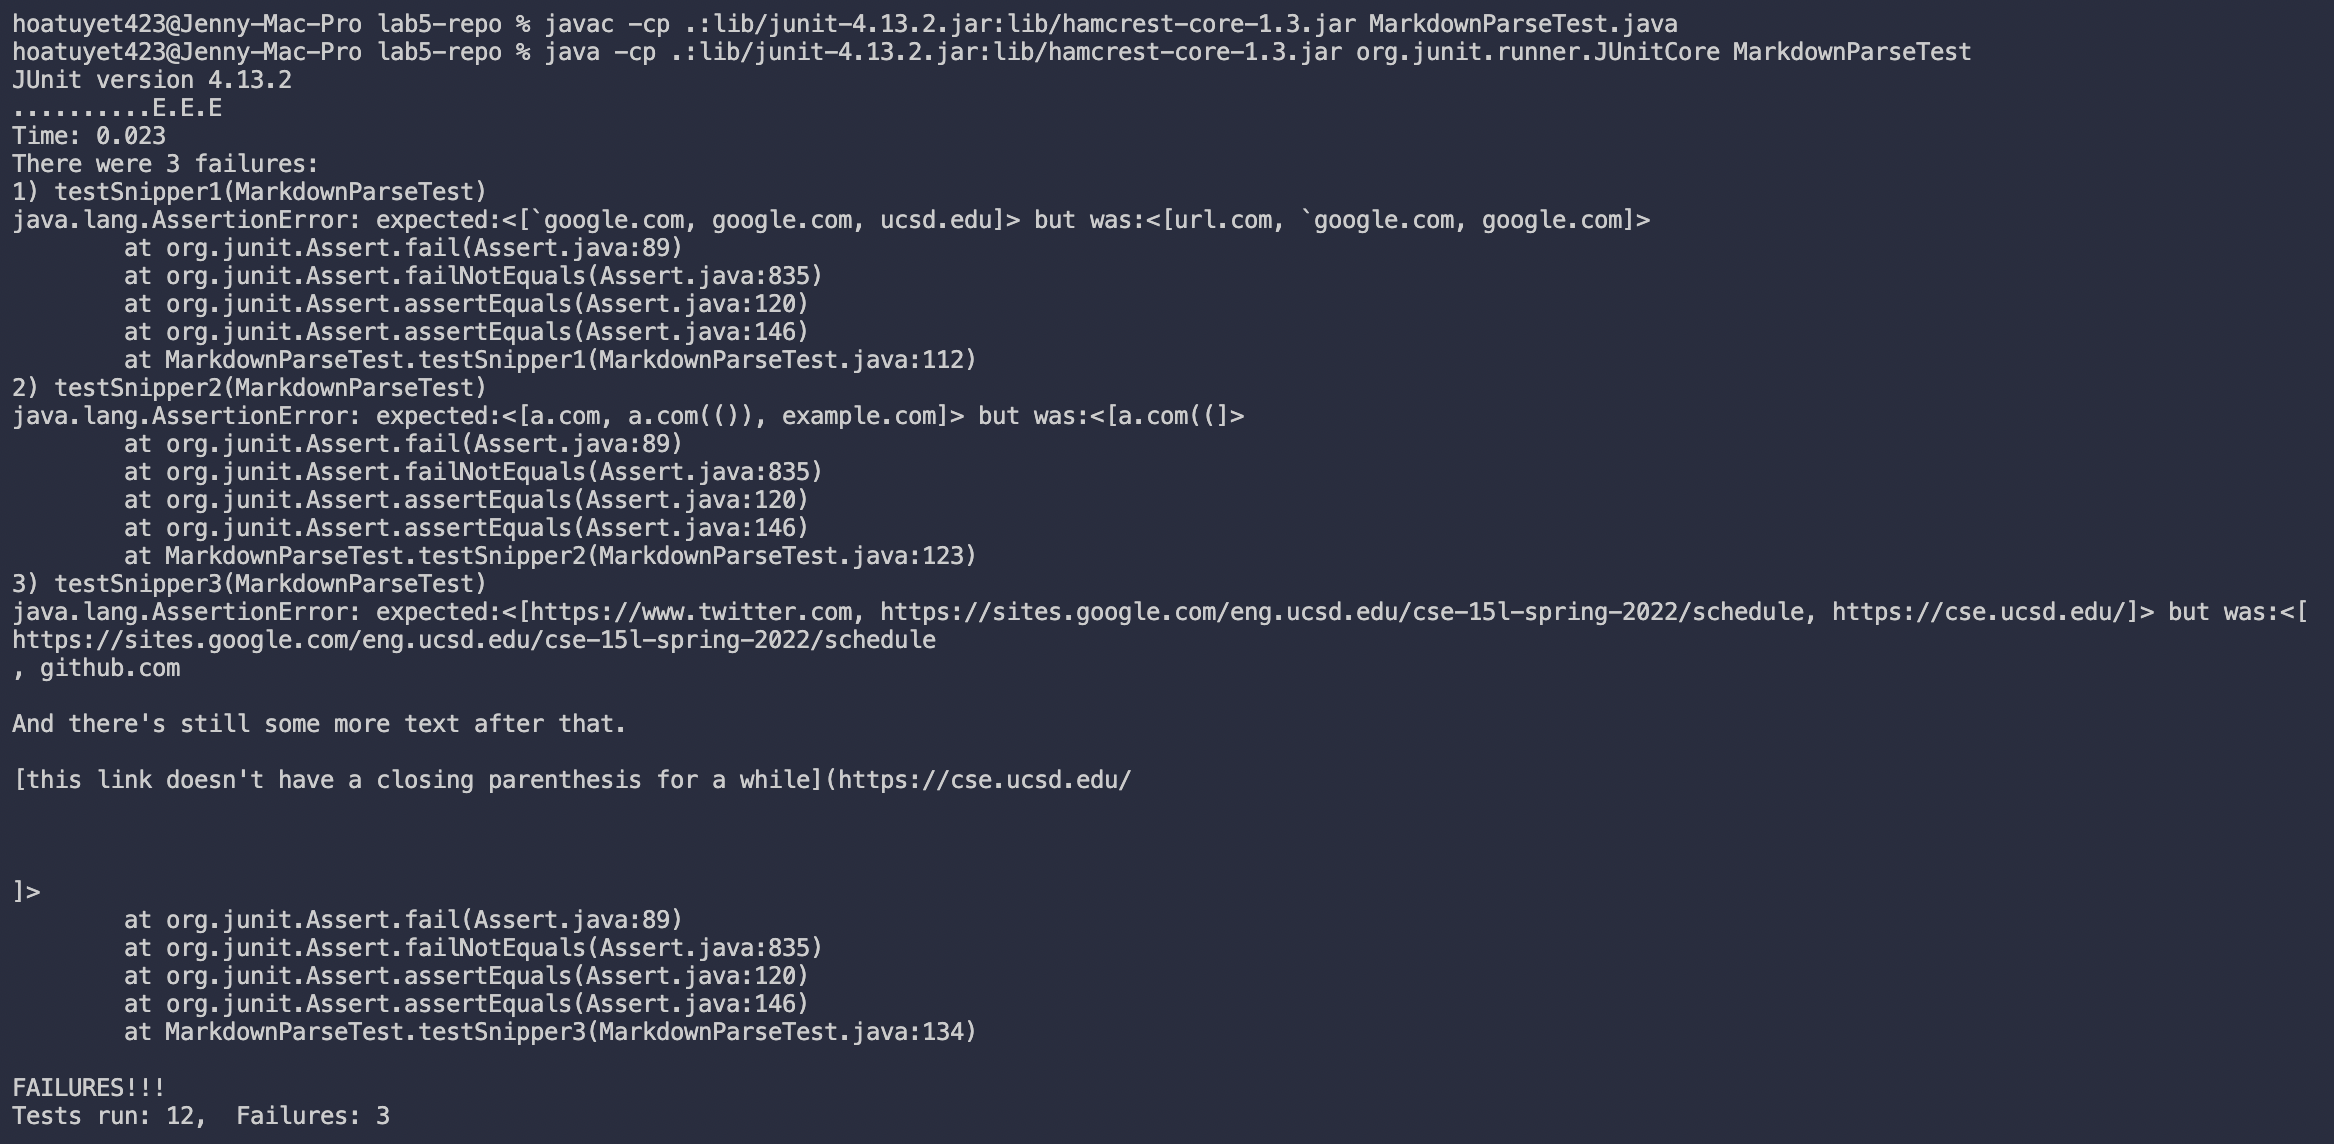 hoatuyet423@Jenny-Mac-Pro lab5-repo % javac -cp .:lib/junit-4.13.2.jar:lib/hamcrest-core-1.3.jar MarkdownParseTest.java
hoatuyet423@Jenny-Mac-Pro lab5-repo % java -cp .:lib/junit-4.13.2.jar:lib/hamcrest-core-1.3.jar org.junit.runner.JUnitCore MarkdownParseTest
JUnit version 4.13.2
..........E.E.E
Time: 0.023
There were 3 failures:
1) testSnipper1(MarkdownParseTest)
java.lang.AssertionError: expected:<[`google.com, google.com, ucsd.edu]> but was:<[url.com, `google.com, google.com]>
        at org.junit.Assert.fail(Assert.java:89)
        at org.junit.Assert.failNotEquals(Assert.java:835)
        at org.junit.Assert.assertEquals(Assert.java:120)
        at org.junit.Assert.assertEquals(Assert.java:146)
        at MarkdownParseTest.testSnipper1(MarkdownParseTest.java:112)
2) testSnipper2(MarkdownParseTest)
java.lang.AssertionError: expected:<[a.com, a.com(()), example.com]> but was:<[a.com((]>
        at org.junit.Assert.fail(Assert.java:89)
        at org.junit.Assert.failNotEquals(Assert.java:835)
        at org.junit.Assert.assertEquals(Assert.java:120)
        at org.junit.Assert.assertEquals(Assert.java:146)
        at MarkdownParseTest.testSnipper2(MarkdownParseTest.java:123)
3) testSnipper3(MarkdownParseTest)
java.lang.AssertionError: expected:<[https://www.twitter.com, https://sites.google.com/eng.ucsd.edu/cse-15l-spring-2022/schedule, https://cse.ucsd.edu/]> but was:<[
https://sites.google.com/eng.ucsd.edu/cse-15l-spring-2022/schedule
, github.com

And there's still some more text after that.

[this link doesn't have a closing parenthesis for a while](https://cse.ucsd.edu/



]>
        at org.junit.Assert.fail(Assert.java:89)
        at org.junit.Assert.failNotEquals(Assert.java:835)
        at org.junit.Assert.assertEquals(Assert.java:120)
        at org.junit.Assert.assertEquals(Assert.java:146)
        at MarkdownParseTest.testSnipper3(MarkdownParseTest.java:134)

FAILURES!!!
Tests run: 12,  Failures: 3